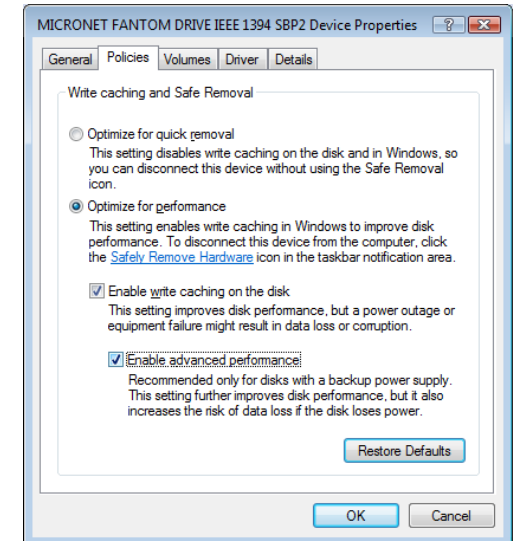 MICRONET FANTOM DRIVE IEEE 1394 SBP2 Device Properties
General Policies Volumes Driver Details
Write caching and Safe Removal
Optimize for quick removal
This setting disables write caching on the disk and in Windows, so
you can disconnect this device without using the Safe Removal
icon.
Optimize for performance
This setting enables write caching in Windows to improve disk
performance. To disconnect this device from the computer, click
the Safely Remove Hardware icon in the taskbar notification area.
Enable write caching on the disk
This setting improves disk performance, but a power outage or
equipment failure might result in data loss or corruption.
Enable advanced performance
Recommended only for disks with a backup power supply.
This setting further improves disk performance, but it also
increases the risk of data loss if the disk loses power.
Restore Defaults
OK Cancel